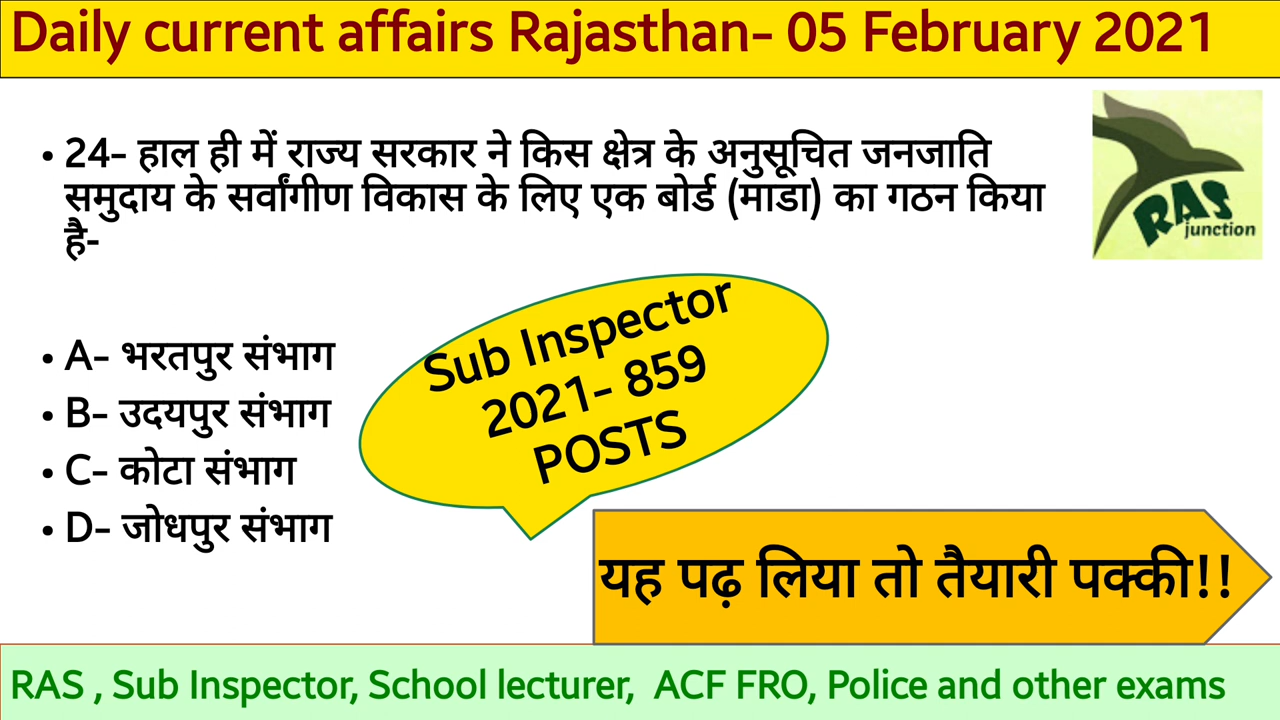 Daily current affairs Rajasthan- 05 February 2021
• 24- हाल ही में राज्य सरकार ने किस क्षेत्र के अनुसूचित जनजाति
समुदाय के सर्वांगीण विकास के लिए एक बोर्ड (माडा) का गठन किया
है-
RAS
junction
• A- भरतपुर संभाग
• B- उदयपुर संभाग
• C- कोटा संभाग
• D- जोधपुर संभाग
Sub Inspector
2021- 859
POSTS
यह पढ़ लिया तो तैयारी पक्की!!
RAS , Sub Inspector, School lecturer, ACF FRO, Police and other exams